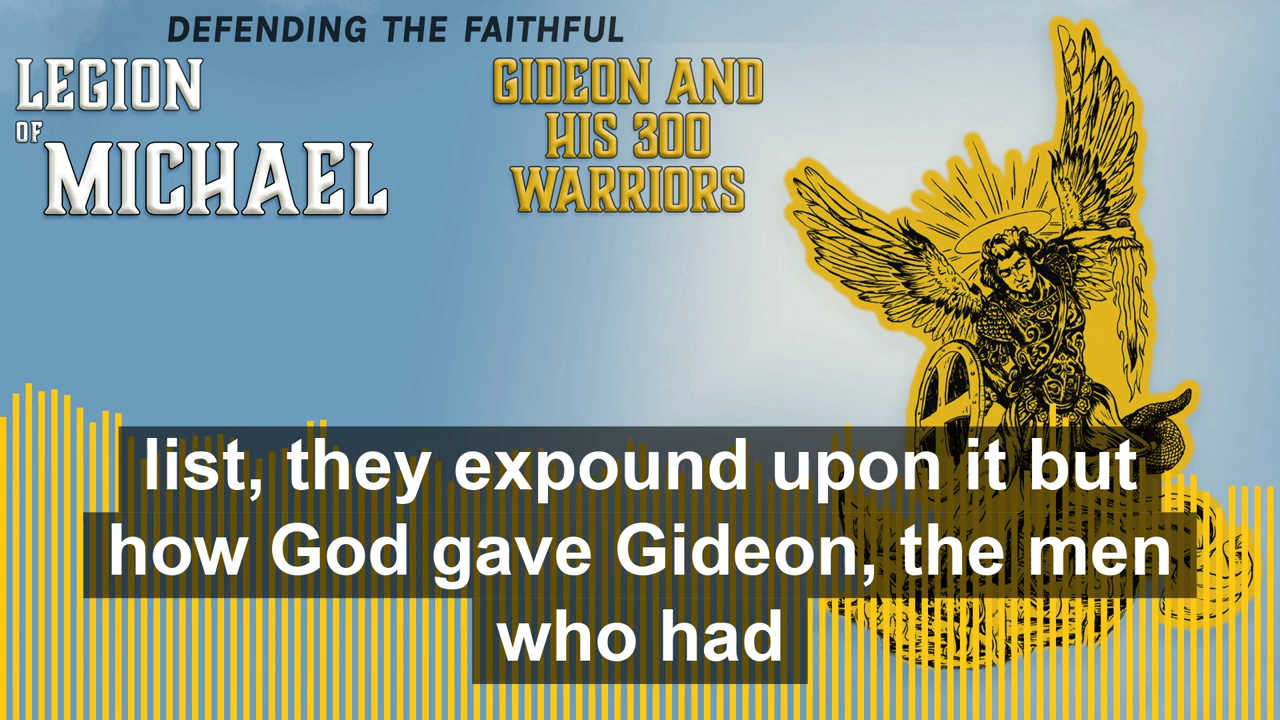 DEFENDING THE FAITHFUL
LEGION
OF
MICHAEL
GIDEON AND
HIS 300
WARRIORS
list, they expound upon it but
how God gave Gideon, the men
who had